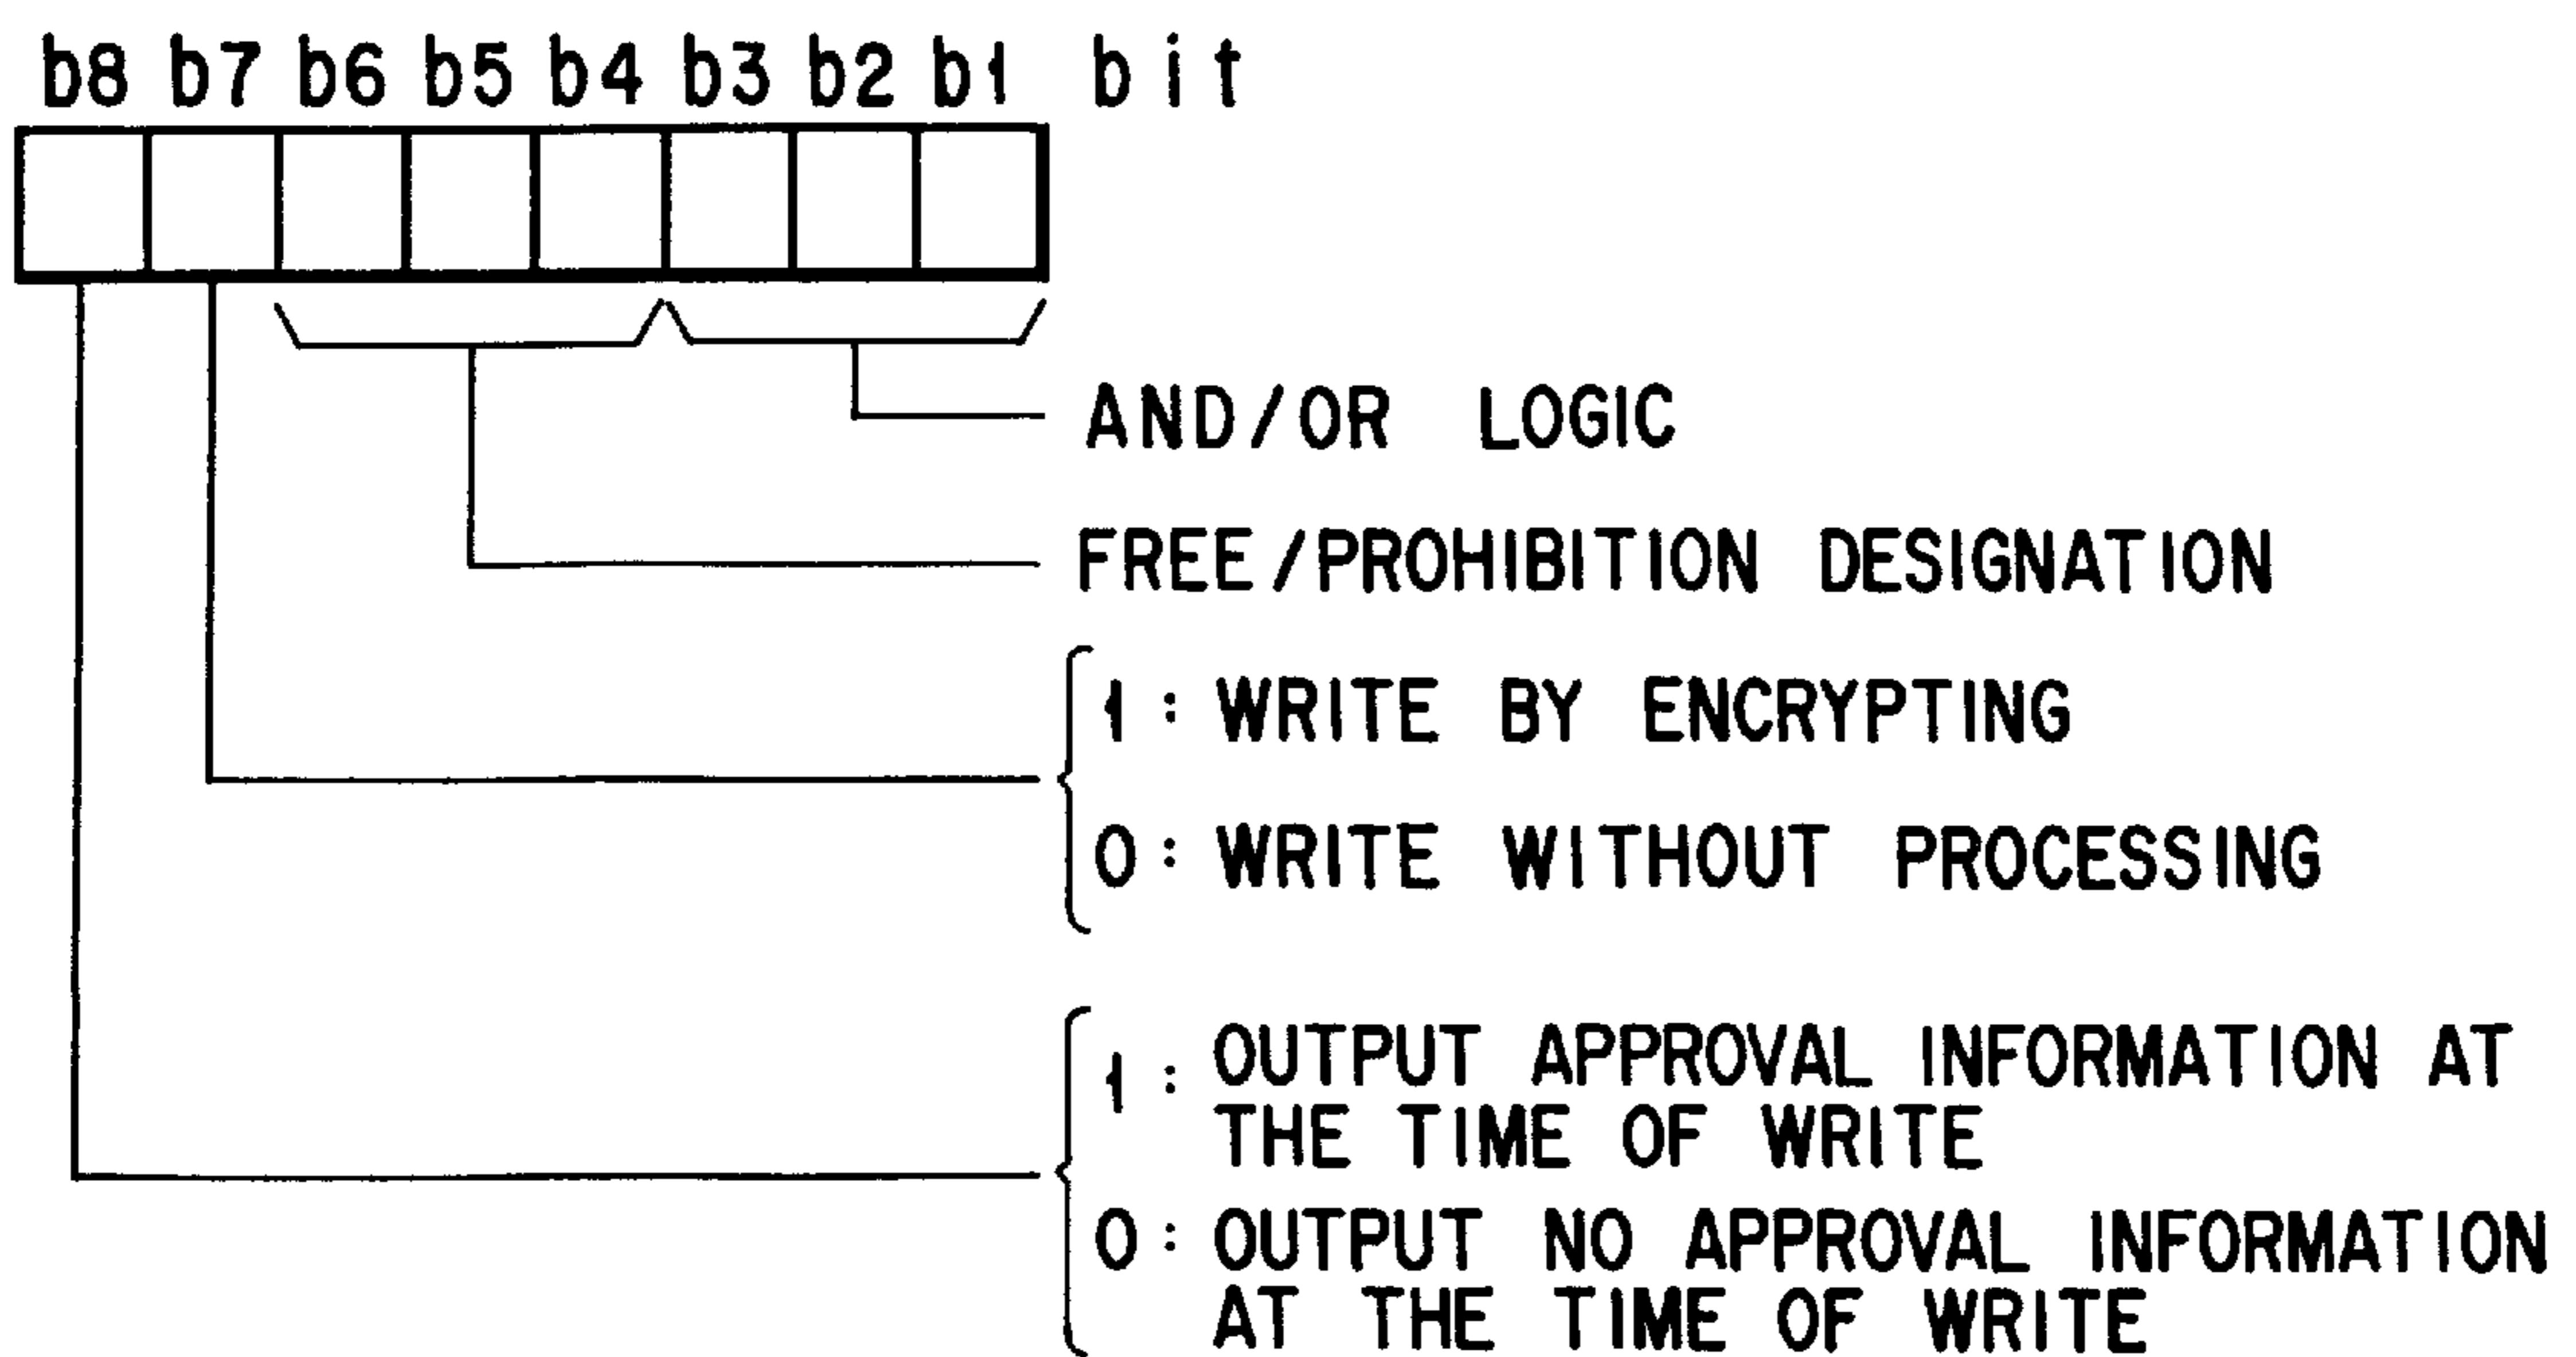 b8 b7 b6 b5 b4 b3 b2 b1 bit
AND/OR LOGIC
FREE/PROHIBITION DESIGNATION
1: WRITE BY ENCRYPTING
0: WRITE WITHOUT PROCESSING
1: OUTPUT APPROVAL INFORMATION AT
THE TIME OF WRITE
0: OUTPUT NO APPROVAL INFORMATION
AT THE TIME OF WRITE